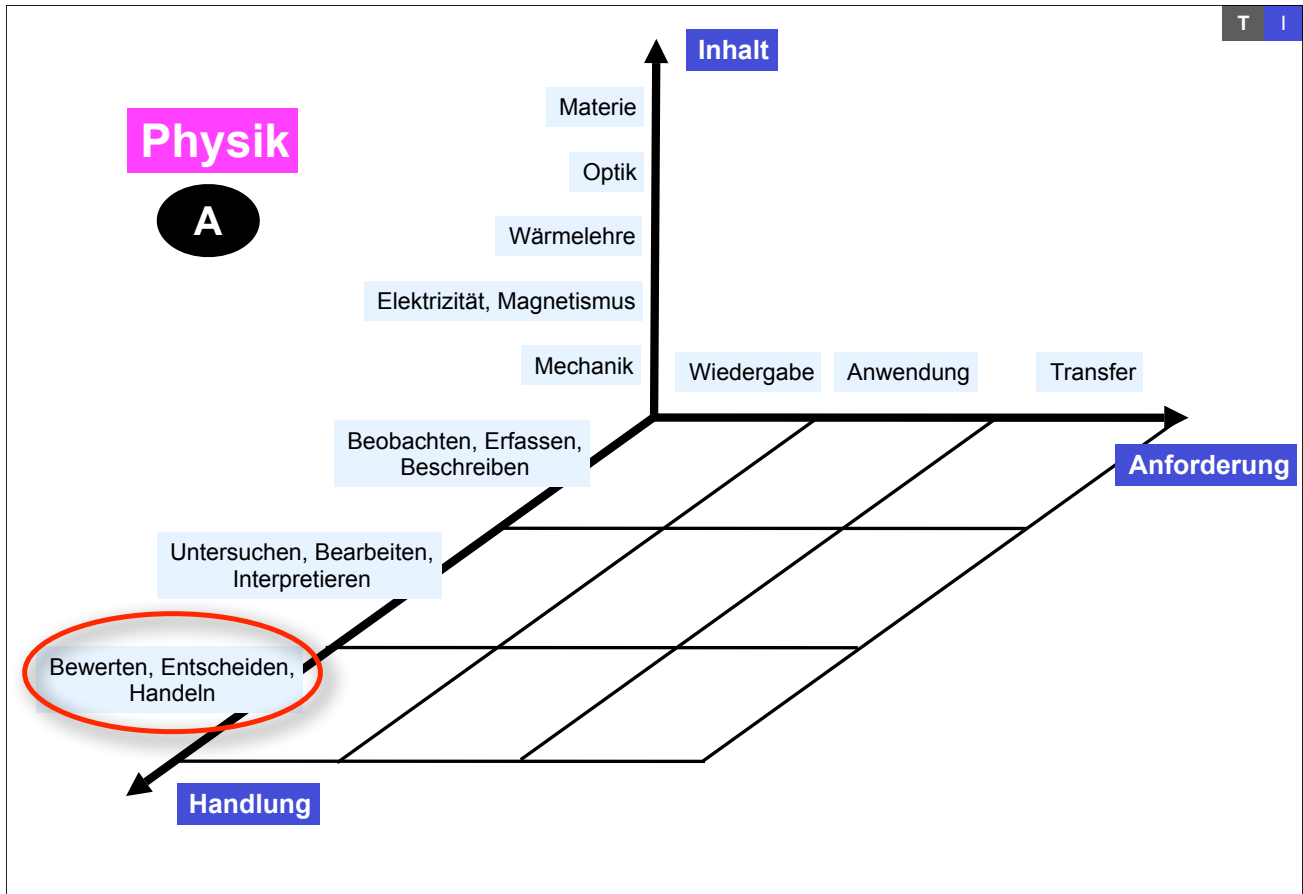 T I
Inhalt
Materie
Physik
Optik
A
Wärmelehre
Elektrizität, Magnetismus
Mechanik
Wiedergabe
Anwendung
Transfer
Beobachten, Erfassen,
Beschreiben
Anforderung
Untersuchen, Bearbeiten,
Interpretieren
Bewerten, Entscheiden,
Handeln
Handlung